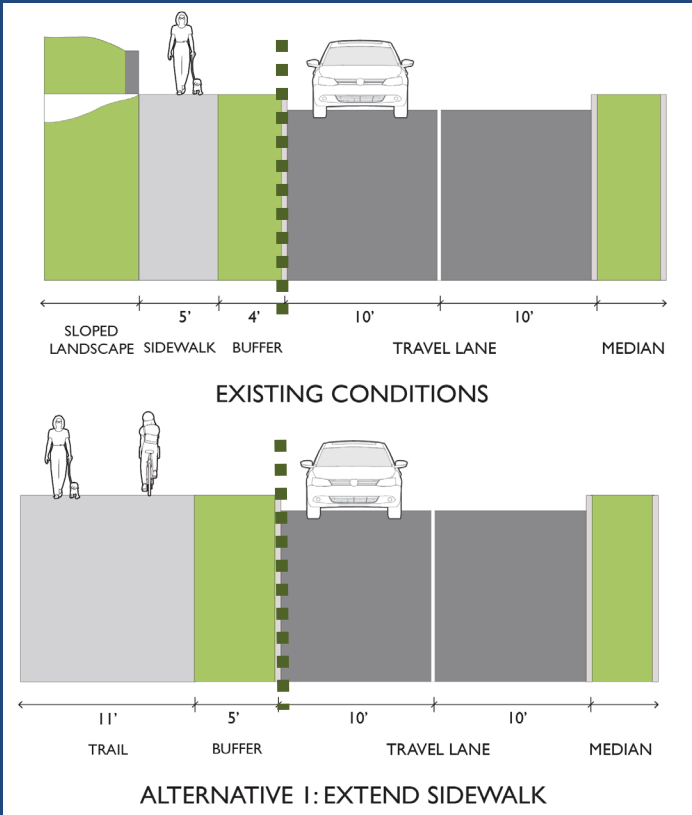 5’ 4’ 10’ 10’
SLOPED
LANDSCAPE SIDEWALK BUFFER TRAVEL LANE MEDIAN
EXISTING CONDITIONS
11’ 5’ 10’ 10’
TRAIL BUFFER TRAVEL LANE MEDIAN
ALTERNATIVE 1: EXTEND SIDEWALK